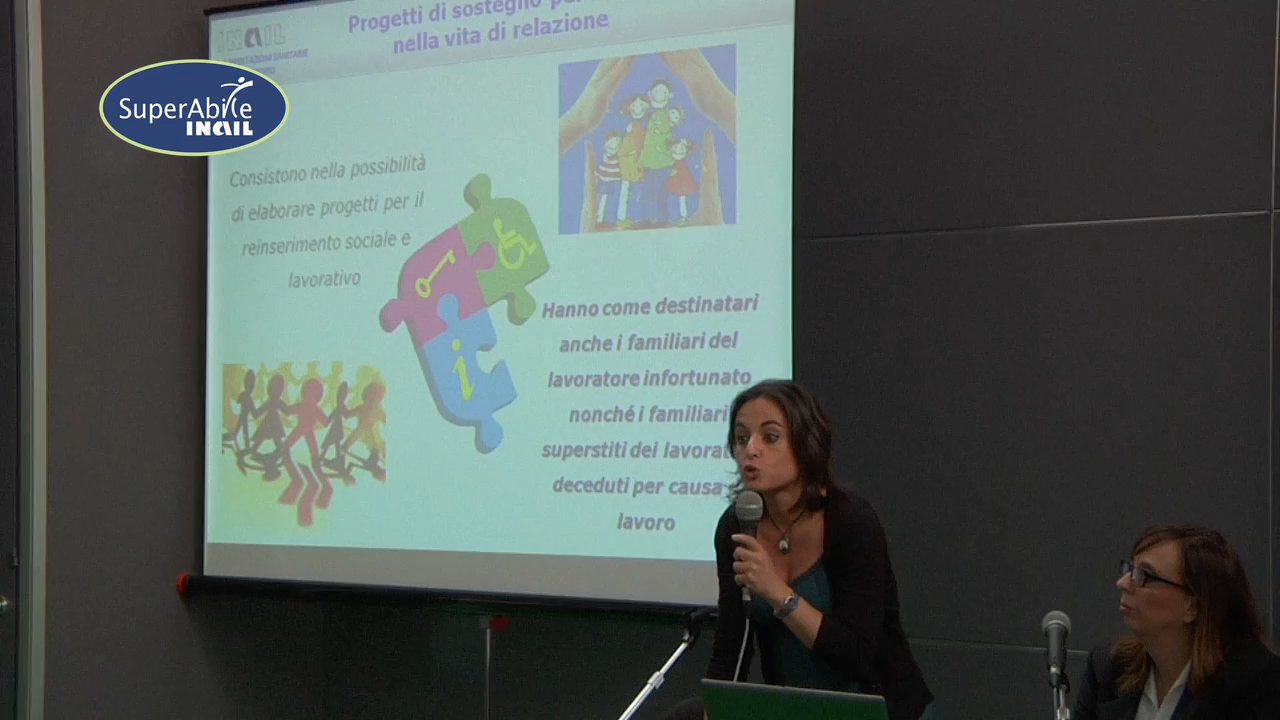 INAIL
Progetti di sostegno
nella vita di relazione
SuperAbile
INAIL
Consistono nella possibilità
di elaborare progetti per il
reinserimento sociale e
lavorativo
i
Hanno come destinatari
anche i familiari del
lavoratore infortunato
nonché i familiari
superstiti dei
deceduti per causa
lavoro